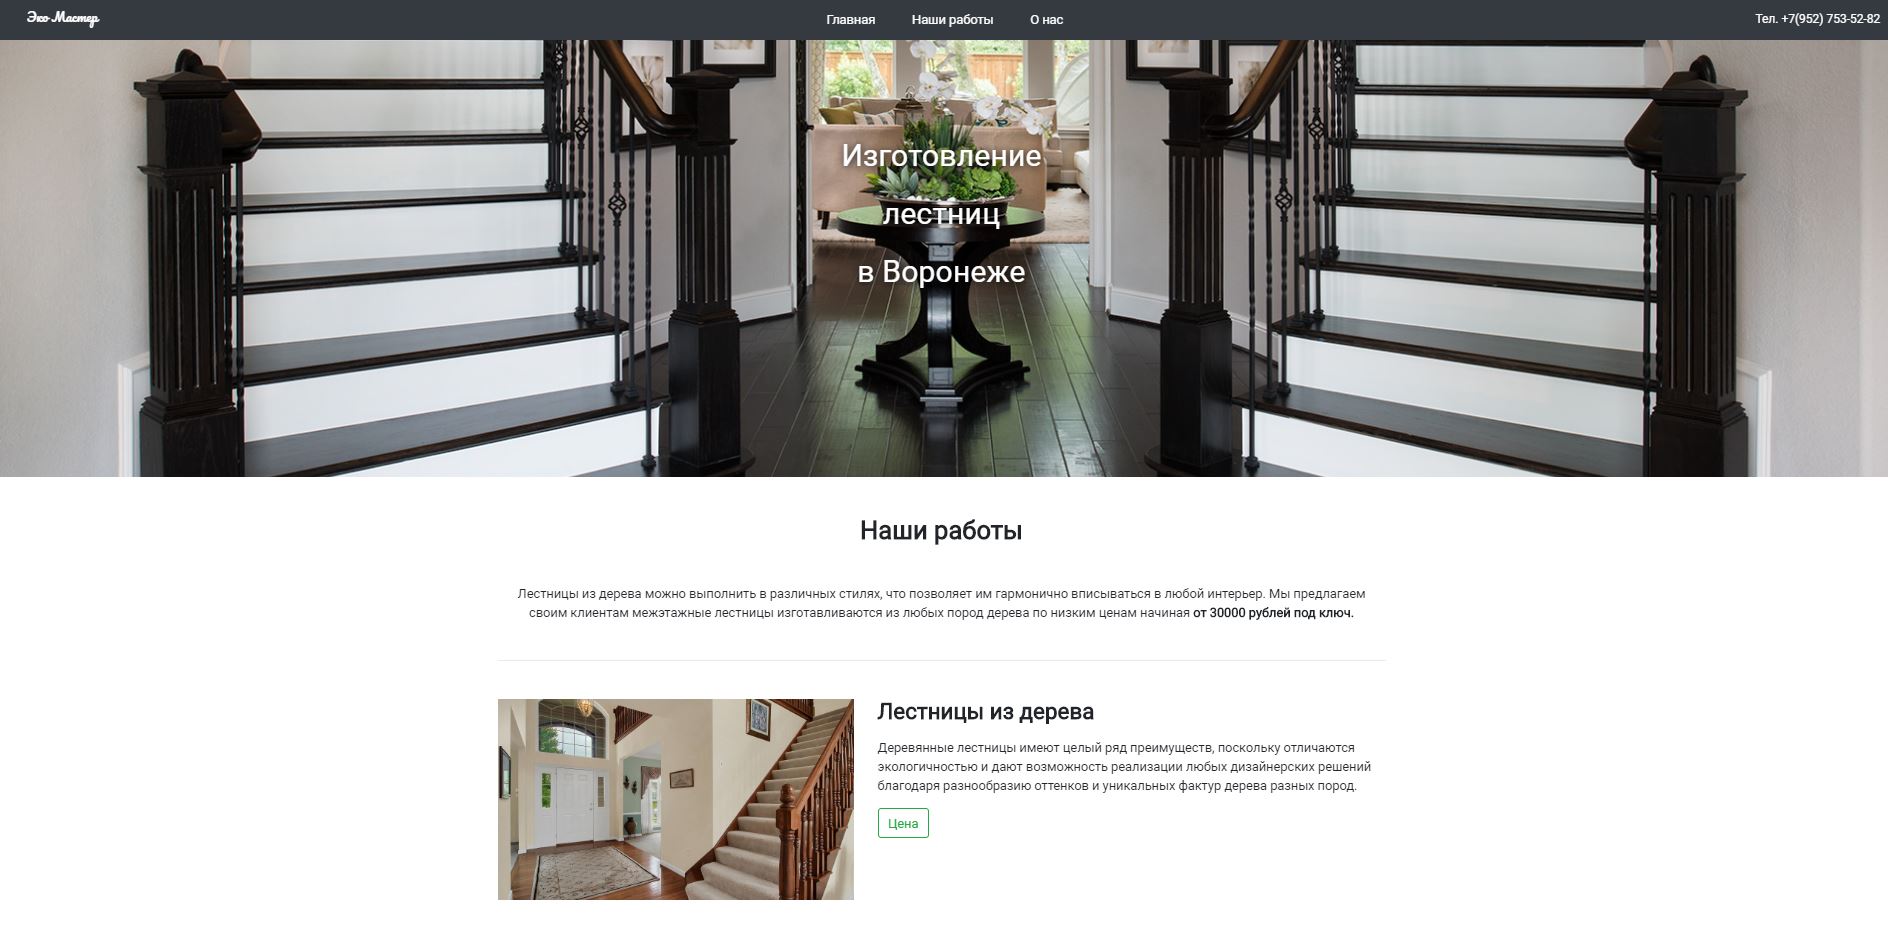 Эко Мастер
Главная
Наши работы
О нас
Тел. +7(952) 753-52-82
Изготовление
лестниц
в Воронеже
Наши работы
Лестницы из дерева можно выполнить в различных стилях, что позволяет им гармонично вписываться в любой интерьер. Мы предлагаем
своим клиентам межэтажные лестницы изготавливаются из любых пород дерева по низким ценам начиная от 30000 рублей под ключ.
Лестницы из дерева
Деревянные лестницы имеют целый ряд преимуществ, поскольку отличаются
экологичностью и дают возможность реализации любых дизайнерских решений
благодаря разнообразию оттенков и уникальных фактур дерева разных пород.
Цена